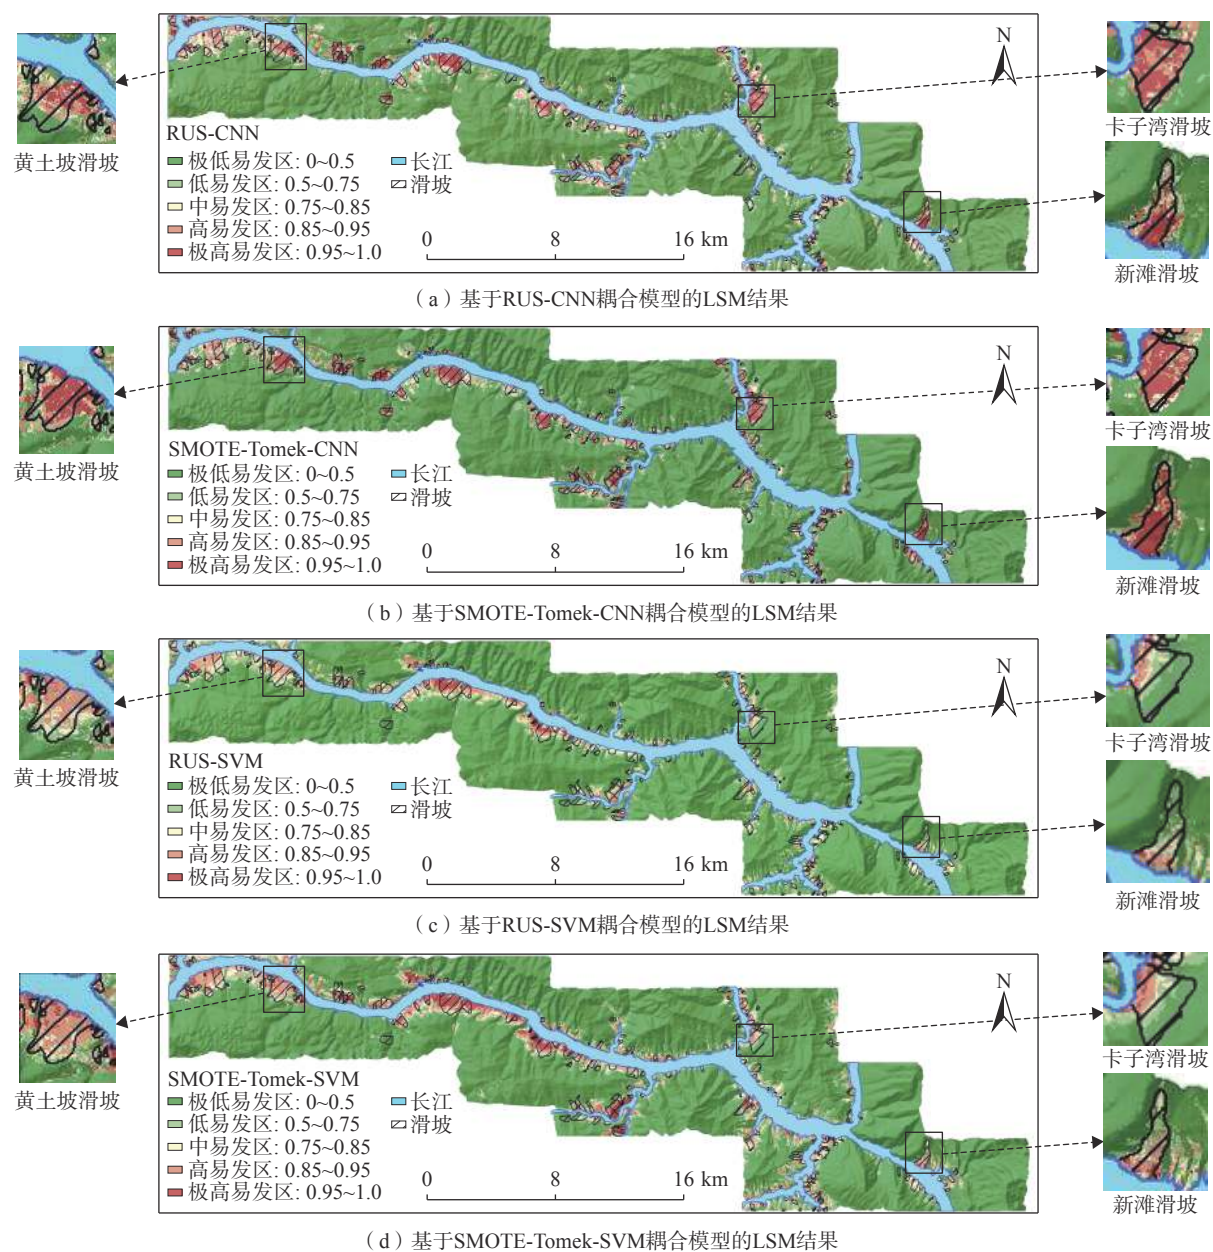 黄土坡滑坡
RUS-CNN
极低易发区: 0~0.5
低易发区: 0.5~0.75
中易发区: 0.75~0.85
高易发区: 0.85~0.95
极高易发区: 0.95~1.0
长江
滑坡
0 8 16 km
N
卡子湾滑坡
新滩滑坡
(a)基于RUS-CNN耦合模型的LSM结果
黄土坡滑坡
SMOTE-Tomek-CNN
极低易发区: 0~0.5
低易发区: 0.5~0.75
中易发区: 0.75~0.85
高易发区: 0.85~0.95
极高易发区: 0.95~1.0
长江
滑坡
0 8 16 km
N
卡子湾滑坡
新滩滑坡
(b)基于SMOTE-Tomek-CNN耦合模型的LSM结果
黄土坡滑坡
RUS-SVM
极低易发区: 0~0.5
低易发区: 0.5~0.75
中易发区: 0.75~0.85
高易发区: 0.85~0.95
极高易发区: 0.95~1.0
长江
滑坡
0 8 16 km
N
卡子湾滑坡
新滩滑坡
(c)基于RUS-SVM耦合模型的LSM结果
黄土坡滑坡
SMOTE-Tomek-SVM
极低易发区: 0~0.5
低易发区: 0.5~0.75
中易发区: 0.75~0.85
高易发区: 0.85~0.95
极高易发区: 0.95~1.0
长江
滑坡
0 8 16 km
N
卡子湾滑坡
新滩滑坡
(d)基于SMOTE-Tomek-SVM耦合模型的LSM结果